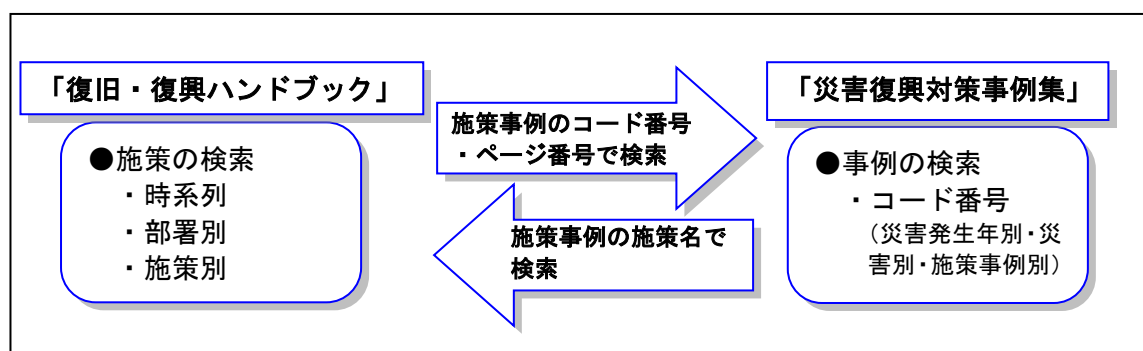 「復旧・復興ハンドブック」
●施策の検索
・時系列
・部署別
・施策別
施策事例のコード番号
・ページ番号で検索
施策事例の施策名で
検索
「災害復興対策事例集」
●事例の検索
・コード番号
（災害発生年別・災
害別・施策事例別）